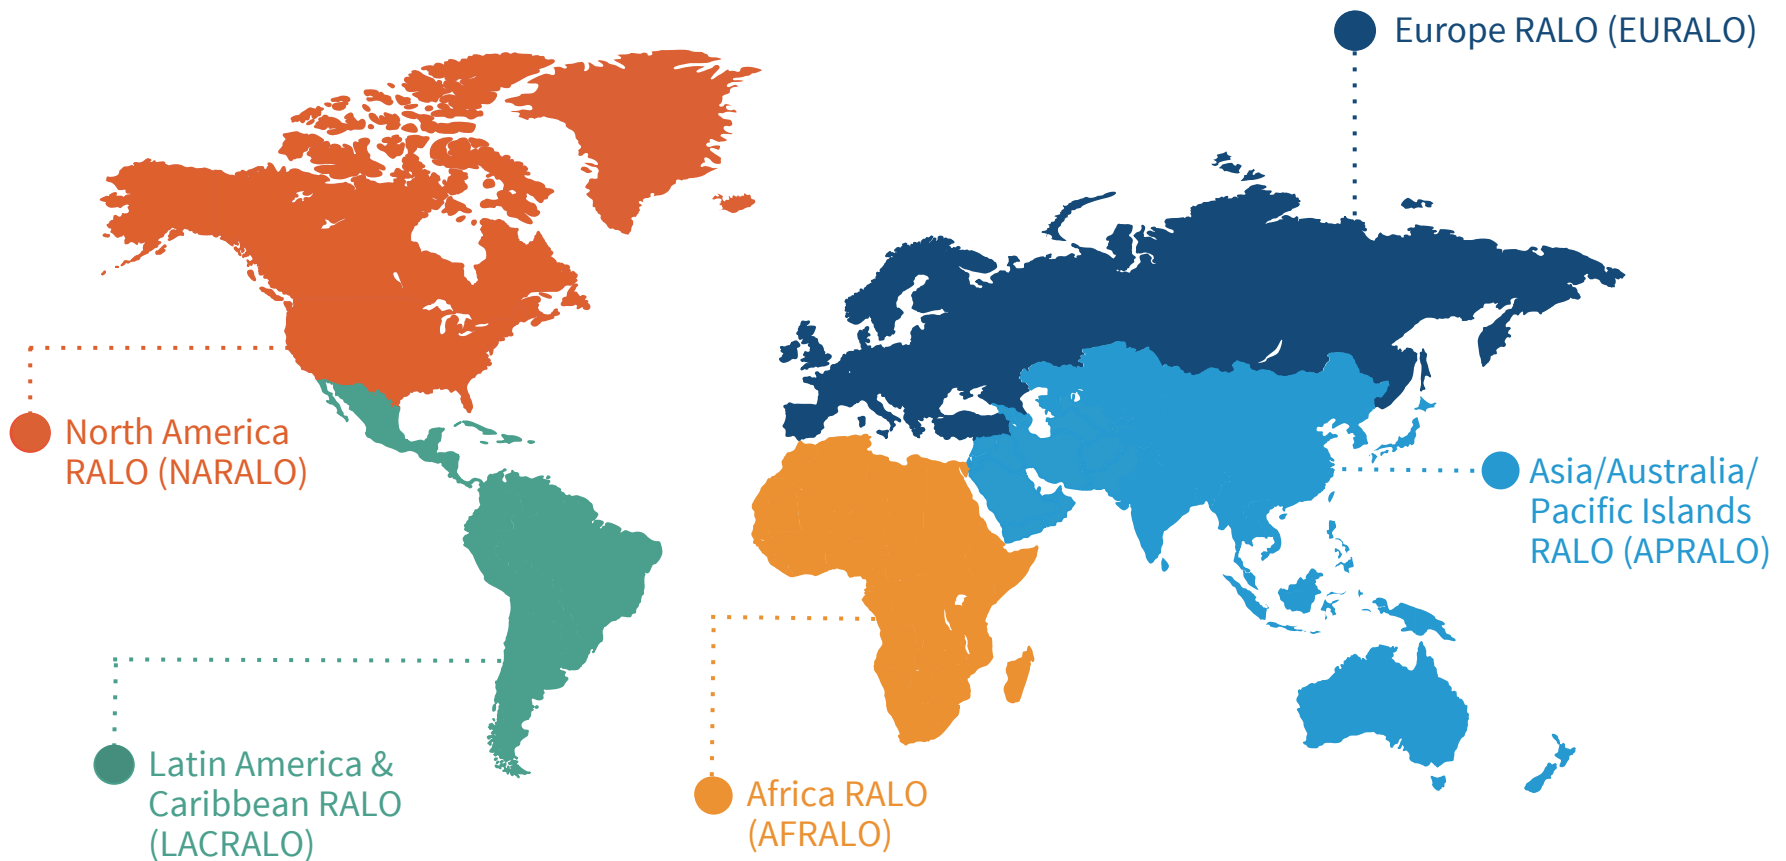 Europe RALO (EURALO)
North America
RALO (NARALO)
Asia/Australia/
Pacific Islands
RALO (APRALO)
Latin America &
Caribbean RALO
(LACRALO)
Africa RALO
(AFRALO)